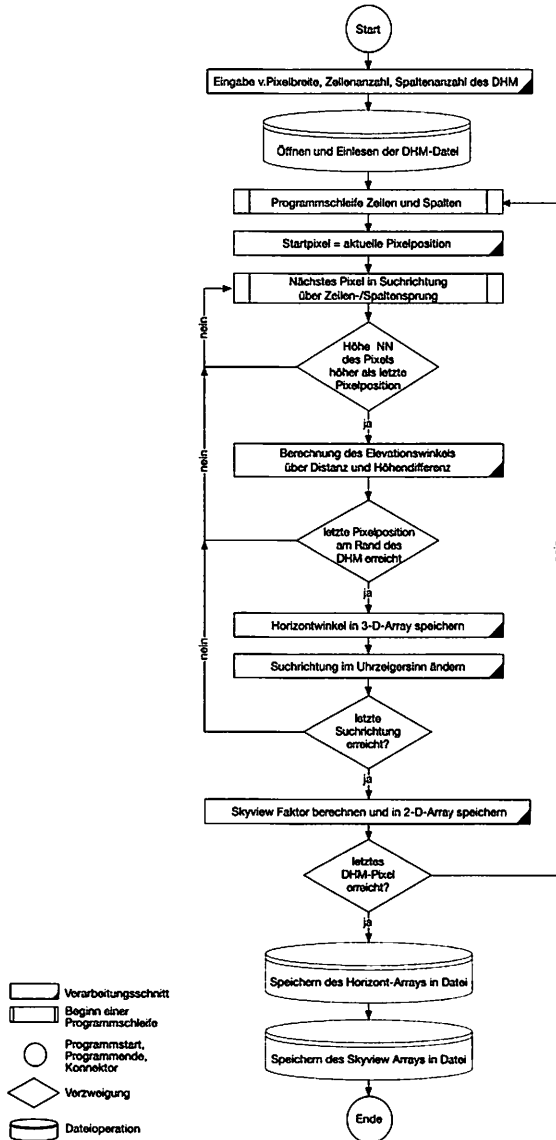 Start
Eingabe v.Pixelbreite, Zeilenanzahl, Spaltenanzahl des DHM
Öffnen und Einlesen der DHM-Datei
Programmschleife Zeilen und Spalten
Startpixel = aktuelle Pixelposition
Nächstes Pixel in Suchrichtung
über Zeilen-/Spaltensprung
nein
Höhe NN
des Pixels
höher als letzte
Pixelposition
ja
nein
Berechnung des Elevationswinkels
über Distanz und Höhendifferenz
letzte Pixelposition
am Rand des
DHM erreicht
nein
ja
nein
Horizontwinkel in 3-D-Array speichern
Suchrichtung im Uhrzeigersinn ändern
letzte
Suchrichtung
erreicht?
ja
Skyview Faktor berechnen und in 2-D-Array speichern
letztes
DHM-Pixel
erreicht?
ja
Speichern des Horizont-Arrays in Datei
Speichern des Skyview Arrays in Datei
Ende
Verarbeitungsschnitt
Beginn einer
Programmschleife
Programmstart,
Programmende,
Konnektor
Verzweigung
Dateioperation